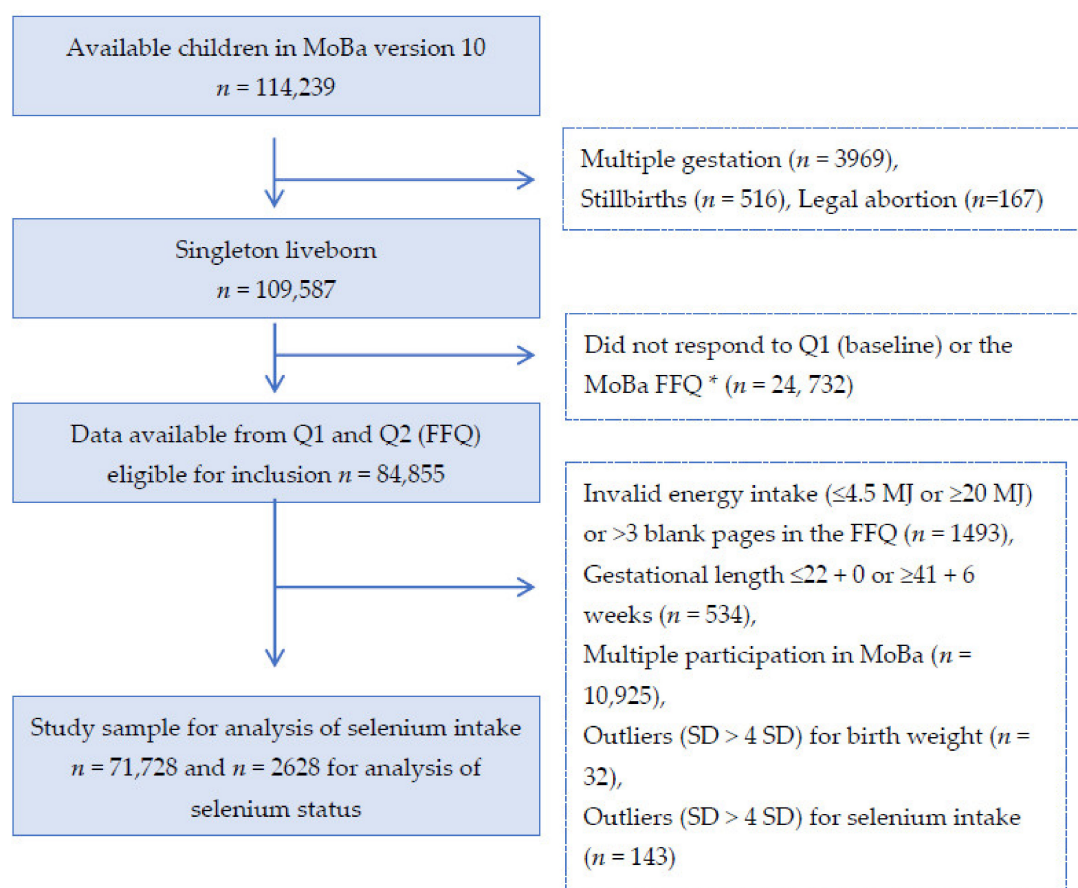 Available children in MoBa version 10
n = 114,239
Multiple gestation (n = 3969),
Stillbirths (n = 516), Legal abortion (n=167)
Singleton liveborn
n = 109,587
Did not respond to Q1 (baseline) or the
MoBa FFQ * (n = 24, 732)
Data available from Q1 and Q2 (FFQ)
eligible for inclusion n = 84,855
Invalid energy intake (≤4.5 MJ or ≥20 MJ)
or >3 blank pages in the FFQ (n = 1493),
Gestational length ≤22 + 0 or ≥41 + 6
weeks (n = 534),
Multiple participation in MoBa (n =
10,925),
Outliers (SD > 4 SD) for birth weight (n =
32),
Outliers (SD > 4 SD) for selenium intake
(n = 143)
Study sample for analysis of selenium intake
n = 71,728 and n = 2628 for analysis of
selenium status